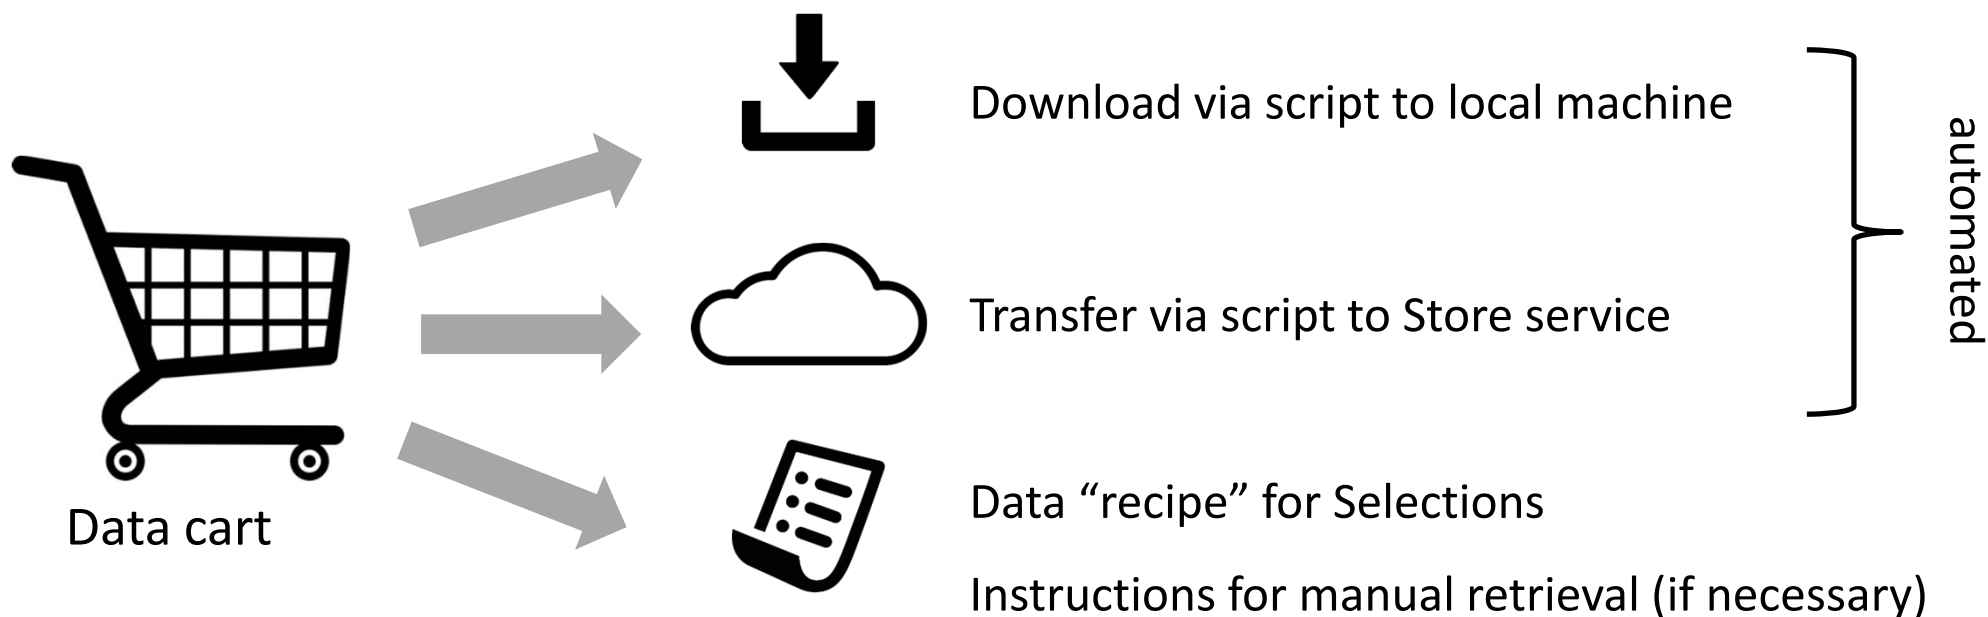 Download via script to local machine
automated
Transfer via script to Store service
Data cart
Data “recipe” for Selections
Instructions for manual retrieval (if necessary)